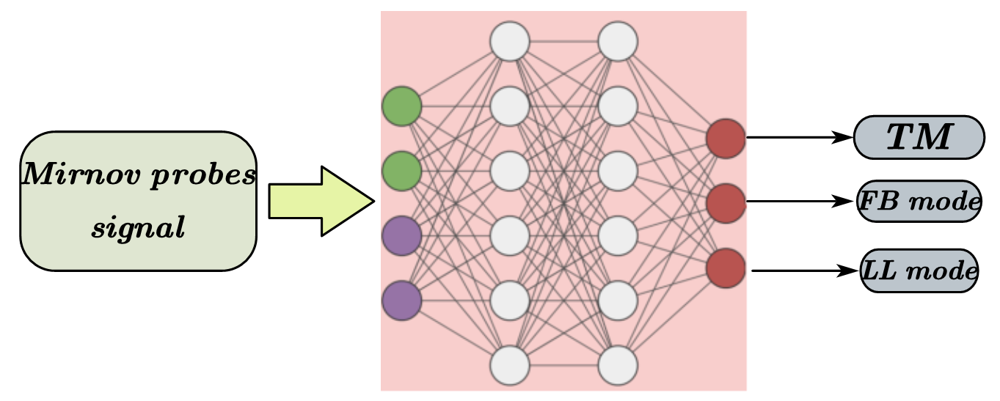 Mirnov probes
signal
TM
FB mode
LL mode